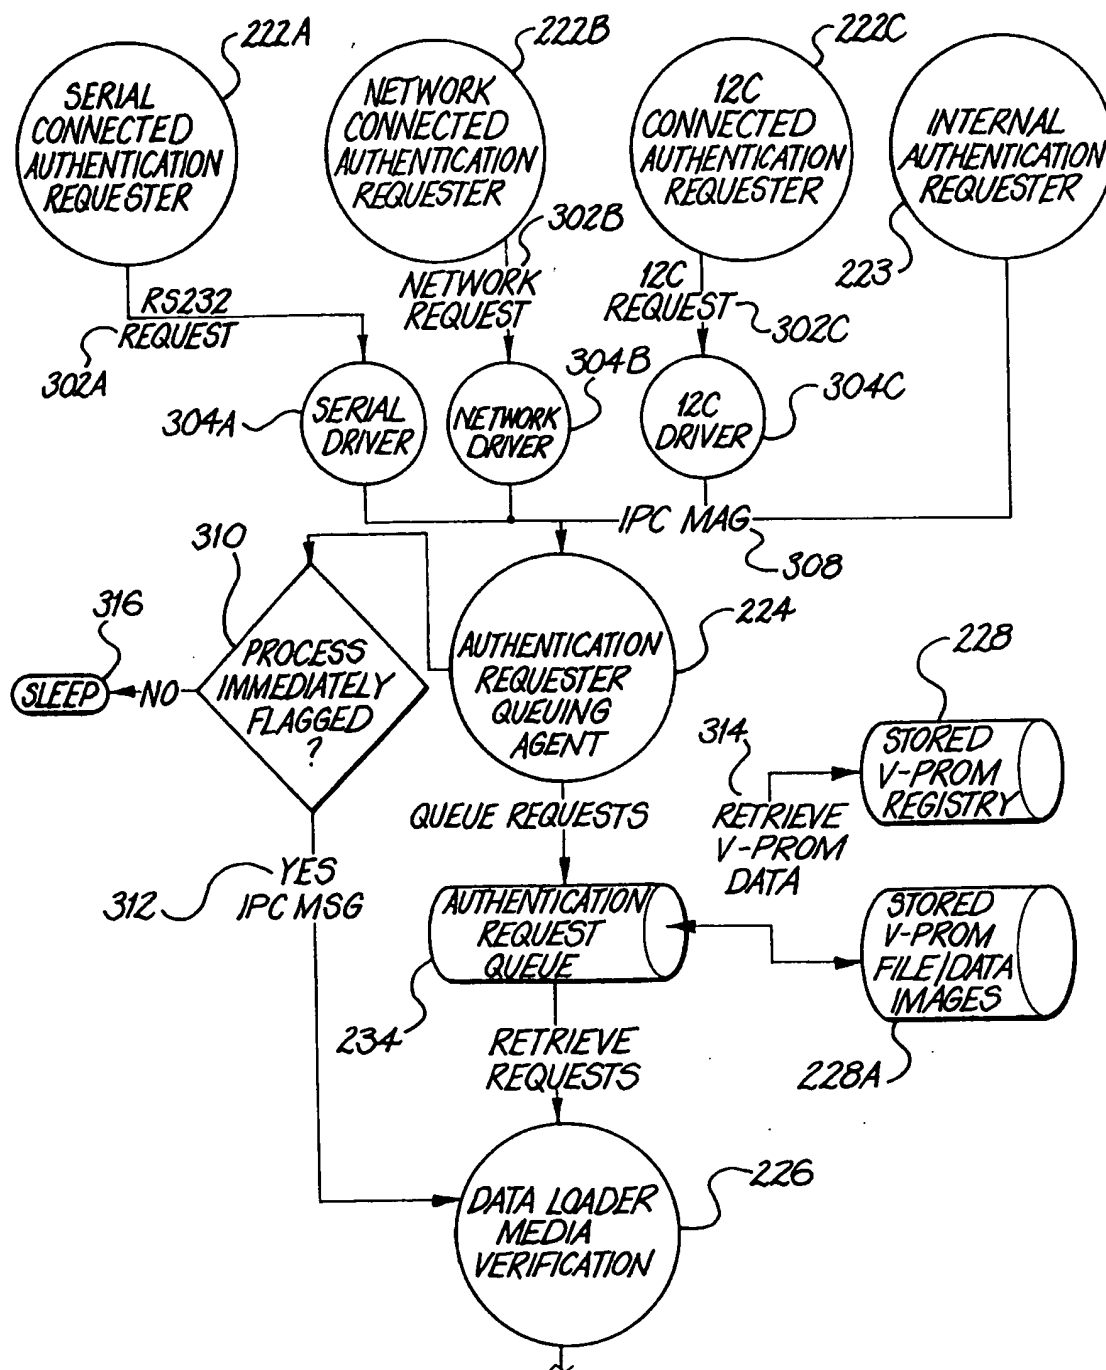 222A
222B
222C
SERIAL
CONNECTED
AUTHENTICATION
REQUESTER
NETWORK
CONNECTED
AUTHENTICATION
REQUESTER
12C
CONNECTED
AUTHENTICATION
REQUESTER
INTERNAL
AUTHENTICATION
REQUESTER
223
RS232
REQUEST
302A
302B
NETWORK
REQUEST
12C
REQUEST
302C
304A
SERIAL
DRIVER
304B
NETWORK
DRIVER
304C
12C
DRIVER
IPC MAG
308
310
316
SLEEP
NO
PROCESS
IMMEDIATELY
FLAGGED
?
224
AUTHENTICATION
REQUESTER
QUEUING
AGENT
228
STORED
V-PROM
REGISTRY
314
RETRIEVE
V-PROM
DATA
QUEUE REQUESTS
312
YES
IPC MSG
AUTHENTICATION
REQUEST
QUEUE
234
STORED
V-PROM
FILE/DATA
IMAGES
228A
RETRIEVE
REQUESTS
226
DATA LOADER
MEDIA
VERIFICATION